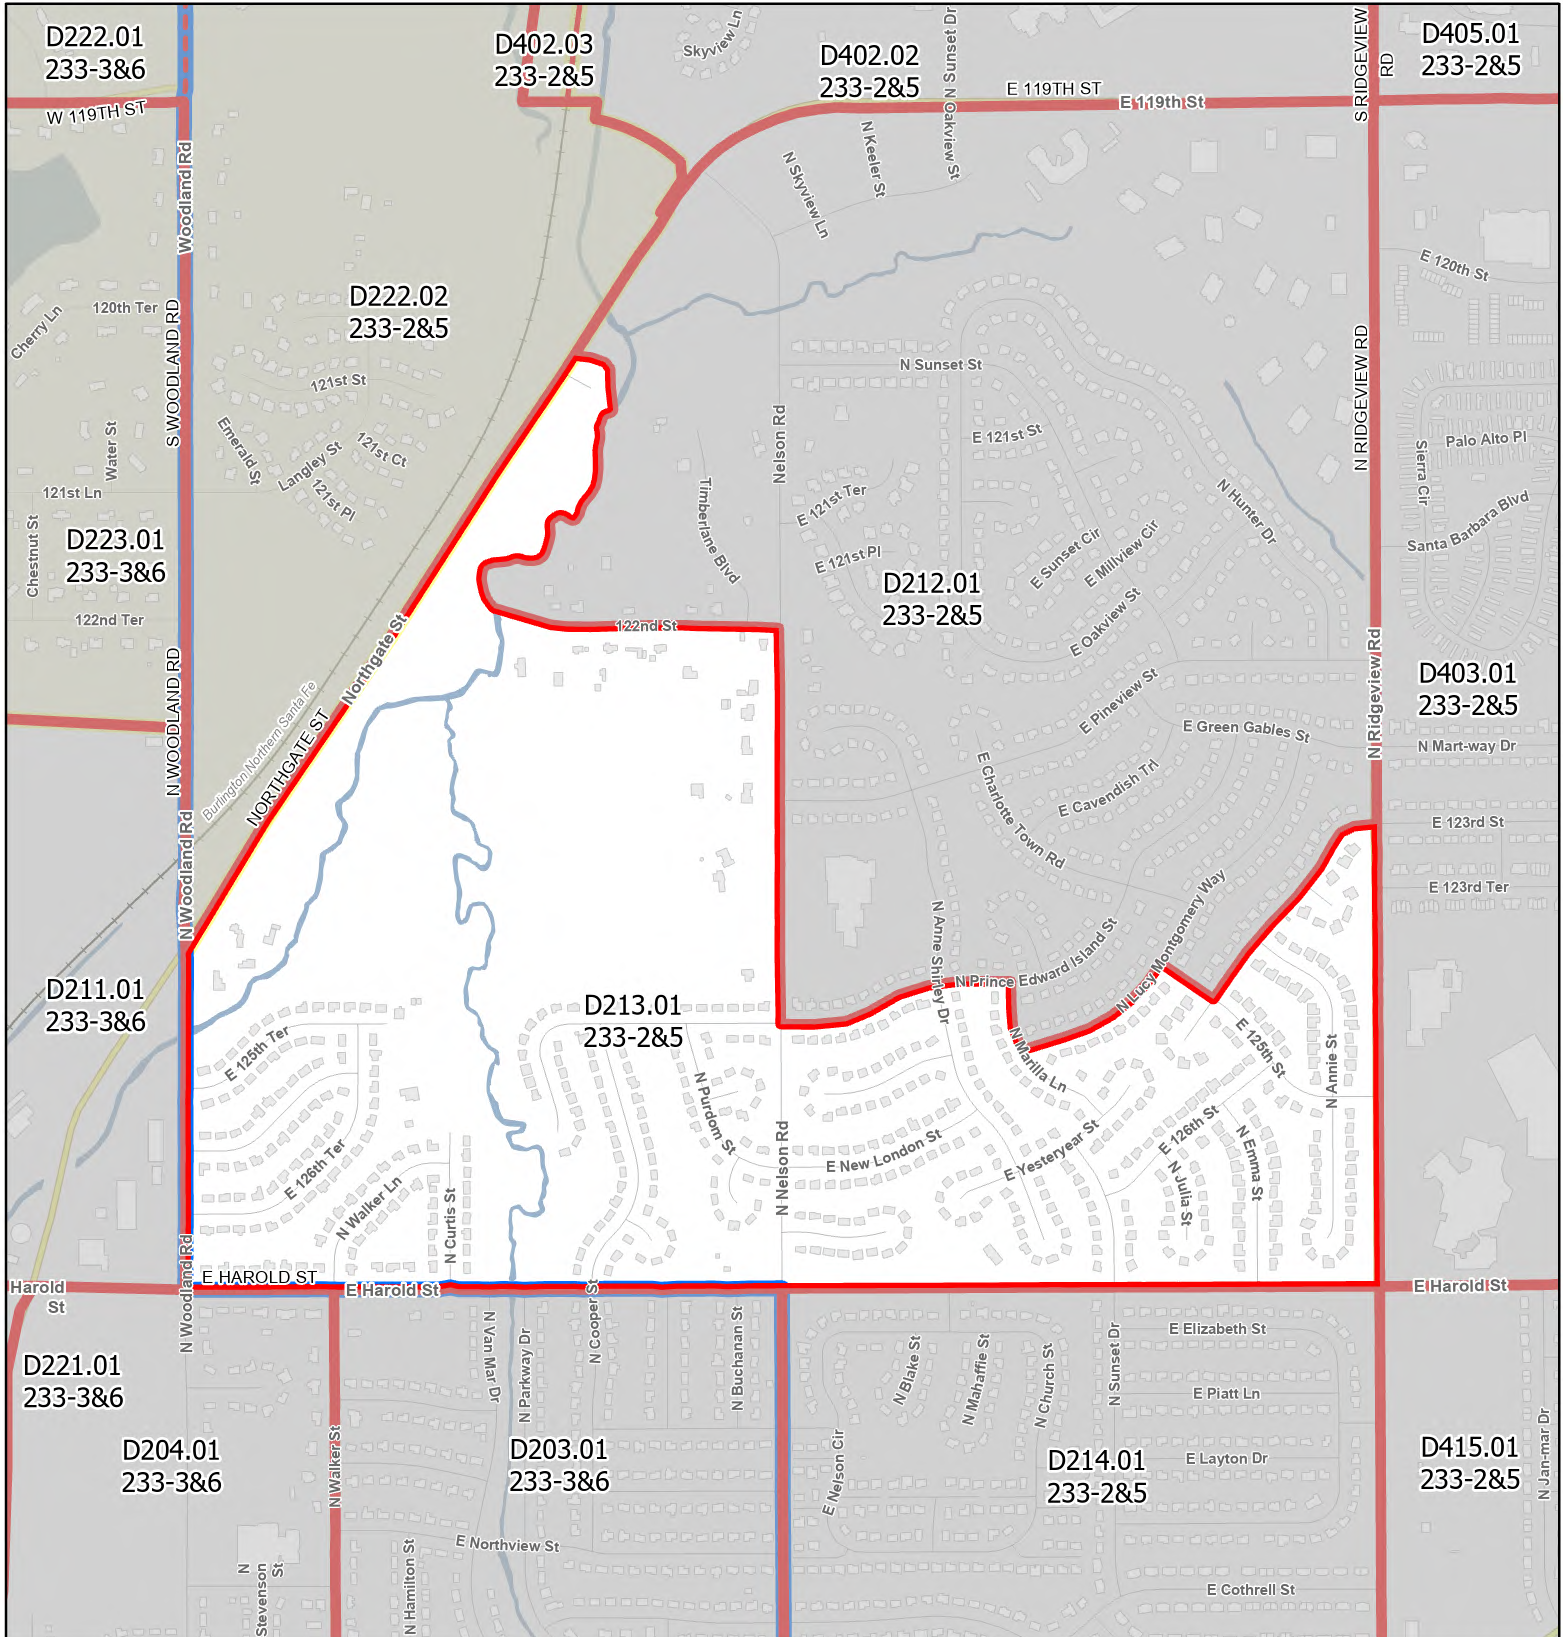 D222.01
233-3&6
D402.03
233-2&5
Skyview Ln
D402.02
233-2&5
N Sunset Dr
S RIDGEVIEW
RD
D405.01
233-2&5
W 119TH ST
E 119TH ST
E 119th St
Woodland Rd
N Skyview Ln
N Keeler St
N Oakview St
S WOODLAND RD
120th Ter
Cherry Ln
D222.02
233-2&5
E 120th St
N Sunset St
N RIDGEVIEW RD
121st St
Water St
Emerald St
Langley St
121st Ct
121st Pl
121st Ln
Nelson Rd
E 121st St
Sierra Cir
Palo Alto Pl
Chestnut St
D223.01
233-3&6
Timberlane Blvd
E 121st Ter
E 121st Pl
N Hunter Dr
E Sunset Cir
E Millview Cir
Santa Barbara Blvd
D212.01
233-2&5
122nd Ter
Northgate St
122nd St
E Oakview St
N WOODLAND RD
Burlington Northern Santa Fe
NORTHGATE ST
E Pineview St
N Ridgeview Rd
D403.01
233-2&5
E Green Gables St
N Mart-way Dr
E Charlotte Town Rd
E Cavendish Trl
E 123rd St
N Woodland Rd
E 123rd Ter
N Anne Shirley Dr
N Prince Edward Island St
N Lucy Montgomery Way
D211.01
233-3&6
D213.01
233-2&5
E 125th Ter
N Marilla Ln
E 125th St
N Annie St
N Purdom St
E 126th St
E 126th Ter
N Nelson Rd
E New London St
E Yesteryear St
N Emma St
N Julia St
N Walker Ln
N Curtis St
N Woodland Rd
E HAROLD ST
Harold
St
E Harold St
E Harold St
N Van Mar Dr
N Parkway Dr
N Cooper St
N Buchanan St
N Blake St
N Mahaffie St
N Church St
N Sunset Dr
E Elizabeth St
D221.01
233-3&6
E Piatt Ln
D204.01
233-3&6
N Walker St
D203.01
233-3&6
E Nelson Cir
D214.01
233-2&5
E Layton Dr
D415.01
233-2&5
N Jan-mar Dr
E Northview St
N
Stevenson
St
N Hamilton St
E Cothrell St